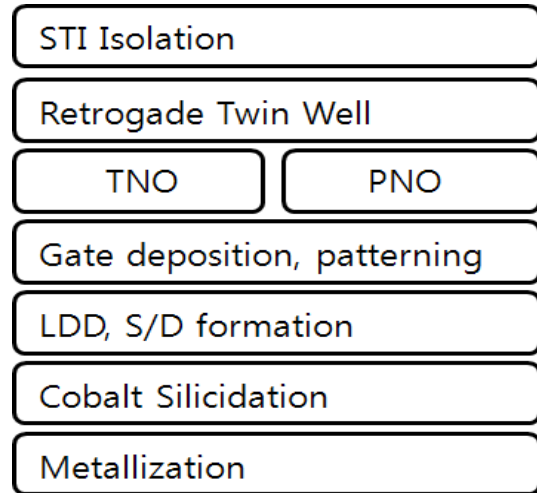 STI Isolation
Retrogade Twin Well
TNO PNO
Gate deposition, patterning
LDD, S/D formation
Cobalt Silicidation
Metallization